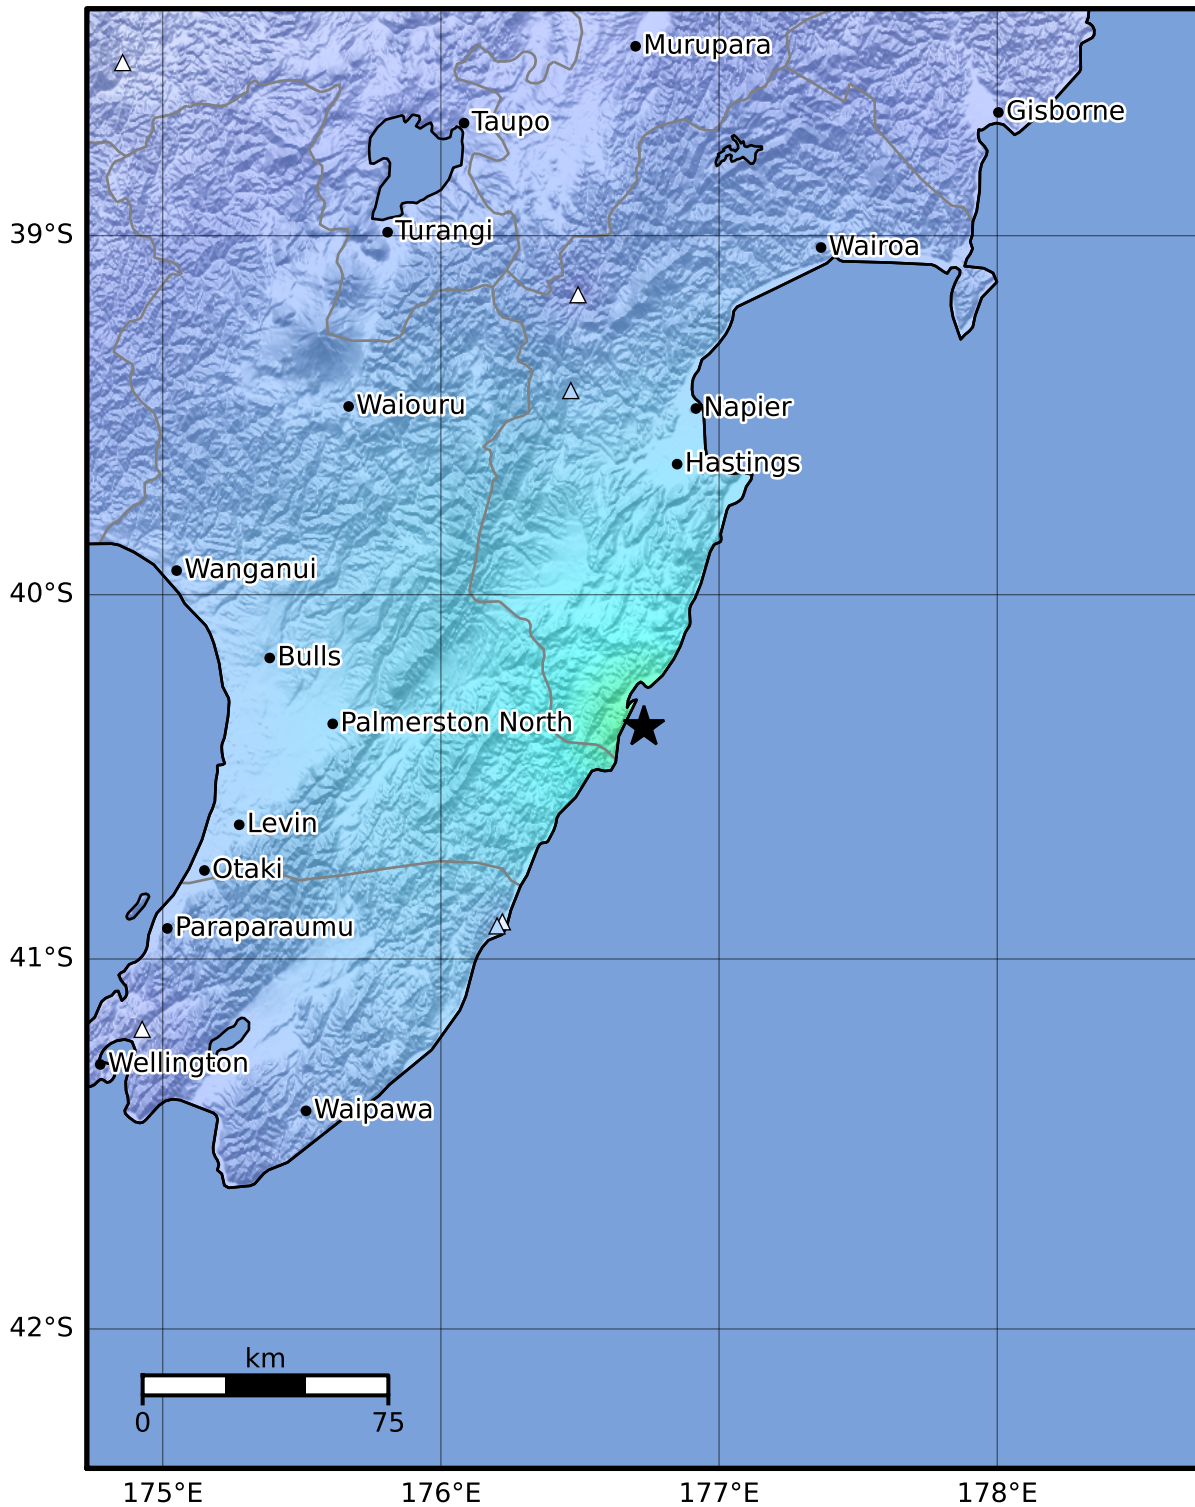 Murupara
Gisborne
Taupo
Turangi
39°S
Wairoa
Waiouru
Napier
Hastings
Wanganui
40°S
Bulls
Palmerston North
Levin
Otaki
Paraparaumu
41°S
Wellington
Waipawa
42°S
km
0 75
175°E 176°E 177°E 178°E